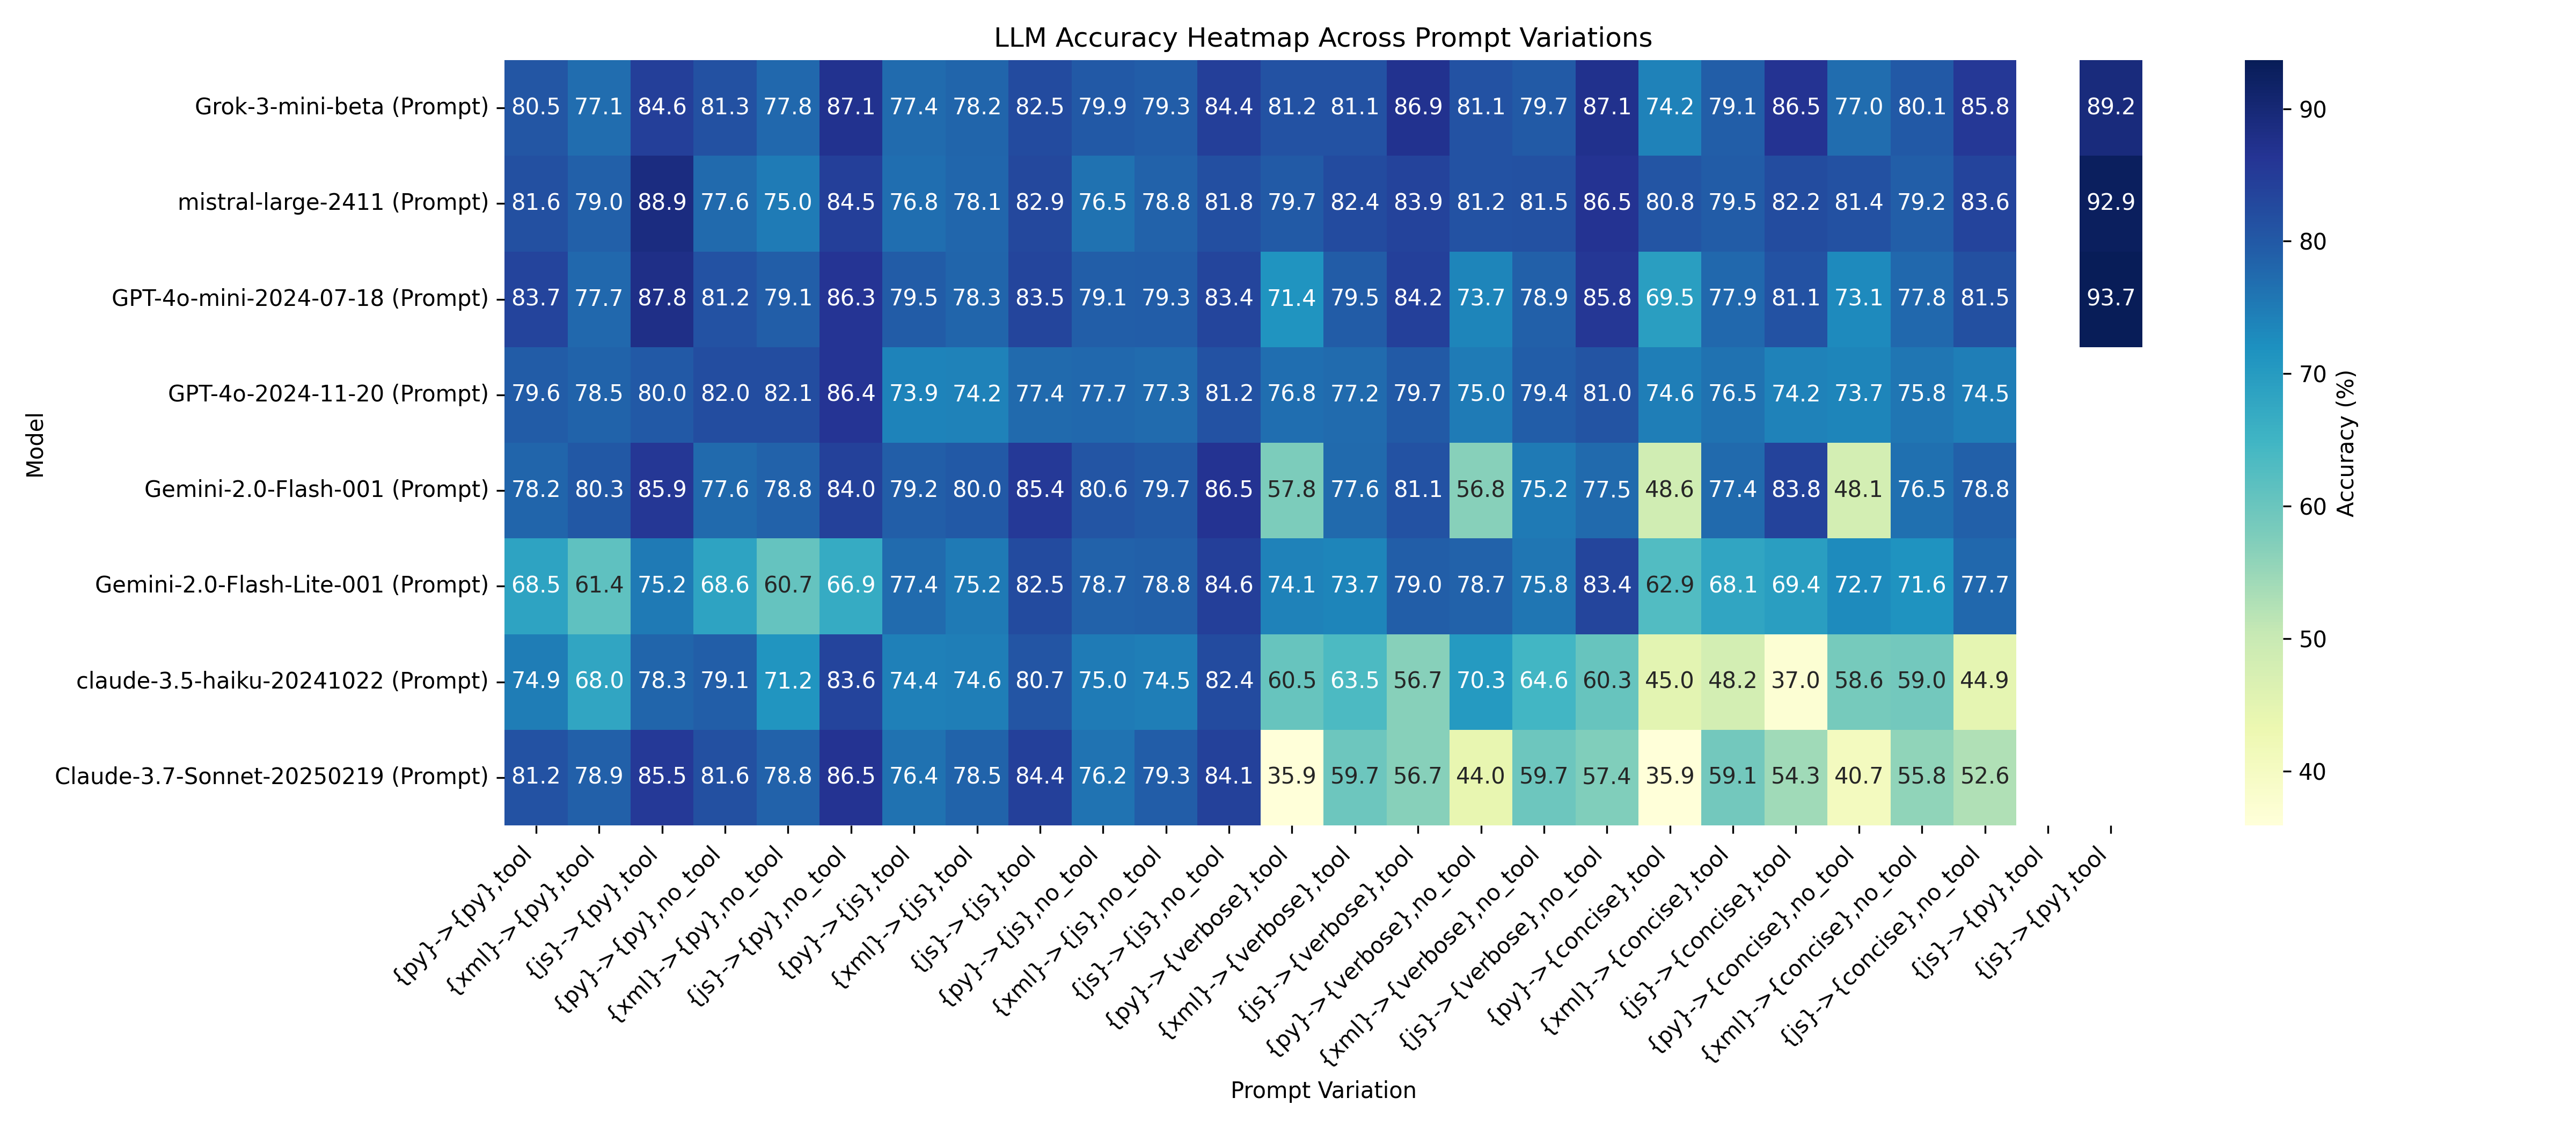 LLM Accuracy Heatmap Across Prompt Variations
Model
Grok-3-mini-beta (Prompt) 80.5 77.1 84.6 81.3 77.8 87.1 77.4 78.2 82.5 79.9 79.3 84.4 81.2 81.1 86.9 81.1 79.7 87.1 74.2 79.1 86.5 77.0 80.1 85.8 89.2
mistral-large-2411 (Prompt) 81.6 79.0 88.9 77.6 75.0 84.5 76.8 78.1 82.9 76.5 78.8 81.8 79.7 82.4 83.9 81.2 81.5 86.5 80.8 79.5 82.2 81.4 79.2 83.6 92.9
GPT-4o-mini-2024-07-18 (Prompt) 83.7 77.7 87.8 81.2 79.1 86.3 79.5 78.3 83.5 79.1 79.3 83.4 71.4 79.5 84.2 73.7 78.9 85.8 69.5 77.9 81.1 73.1 77.8 81.5 93.7
GPT-4o-2024-11-20 (Prompt) 79.6 78.5 80.0 82.0 82.1 86.4 73.9 74.2 77.4 77.7 77.3 81.2 76.8 77.2 79.7 75.0 79.4 81.0 74.6 76.5 74.2 73.7 75.8 74.5
Gemini-2.0-Flash-001 (Prompt) 78.2 80.3 85.9 77.6 78.8 84.0 79.2 80.0 85.4 80.6 79.7 86.5 57.8 77.6 81.1 56.8 75.2 77.5 48.6 77.4 83.8 48.1 76.5 78.8
Gemini-2.0-Flash-Lite-001 (Prompt) 68.5 61.4 75.2 68.6 60.7 66.9 77.4 75.2 82.5 78.7 78.8 84.6 74.1 73.7 79.0 78.7 75.8 83.4 62.9 68.1 69.4 72.7 71.6 77.7
claude-3.5-haiku-20241022 (Prompt) 74.9 68.0 78.3 79.1 71.2 83.6 74.4 74.6 80.7 75.0 74.5 82.4 60.5 63.5 56.7 70.3 64.6 60.3 45.0 48.2 37.0 58.6 59.0 44.9
Claude-3.7-Sonnet-20250219 (Prompt) 81.2 78.9 85.5 81.6 78.8 86.5 76.4 78.5 84.4 76.2 79.3 84.1 35.9 59.7 56.7 44.0 59.7 57.4 35.9 59.1 54.3 40.7 55.8 52.6
{py}->{py},tool
{xml}->{py},tool
{js}->{py},tool
{py}->{py},no_tool
{xml}->{py},no_tool
{js}->{py},no_tool
{py}->{js},tool
{xml}->{js},tool
{js}->{js},tool
{py}->{js},no_tool
{xml}->{js},no_tool
{js}->{js},no_tool
{py}->{verbose},tool
{xml}->{verbose},tool
{js}->{verbose},tool
{py}->{verbose},no_tool
{xml}->{verbose},no_tool
{js}->{verbose},no_tool
{py}->{concise},tool
{xml}->{concise},tool
{js}->{concise},tool
{py}->{concise},no_tool
{xml}->{concise},no_tool
{js}->{concise},no_tool
{js}->{py},tool
{js}->{py},tool
Prompt Variation
90
80
70
60
50
40
Accuracy (%)